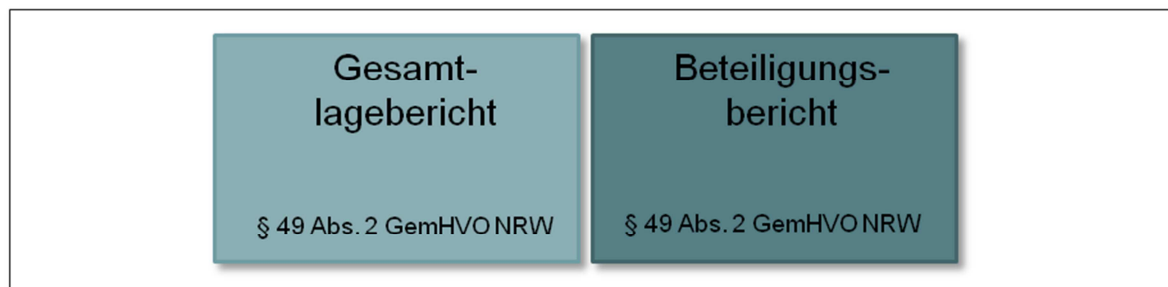 Gesamt-
lagebericht
§ 49 Abs. 2 GemHVO NRW
Beteiligungs-
bericht
§ 49 Abs. 2 GemHVO NRW